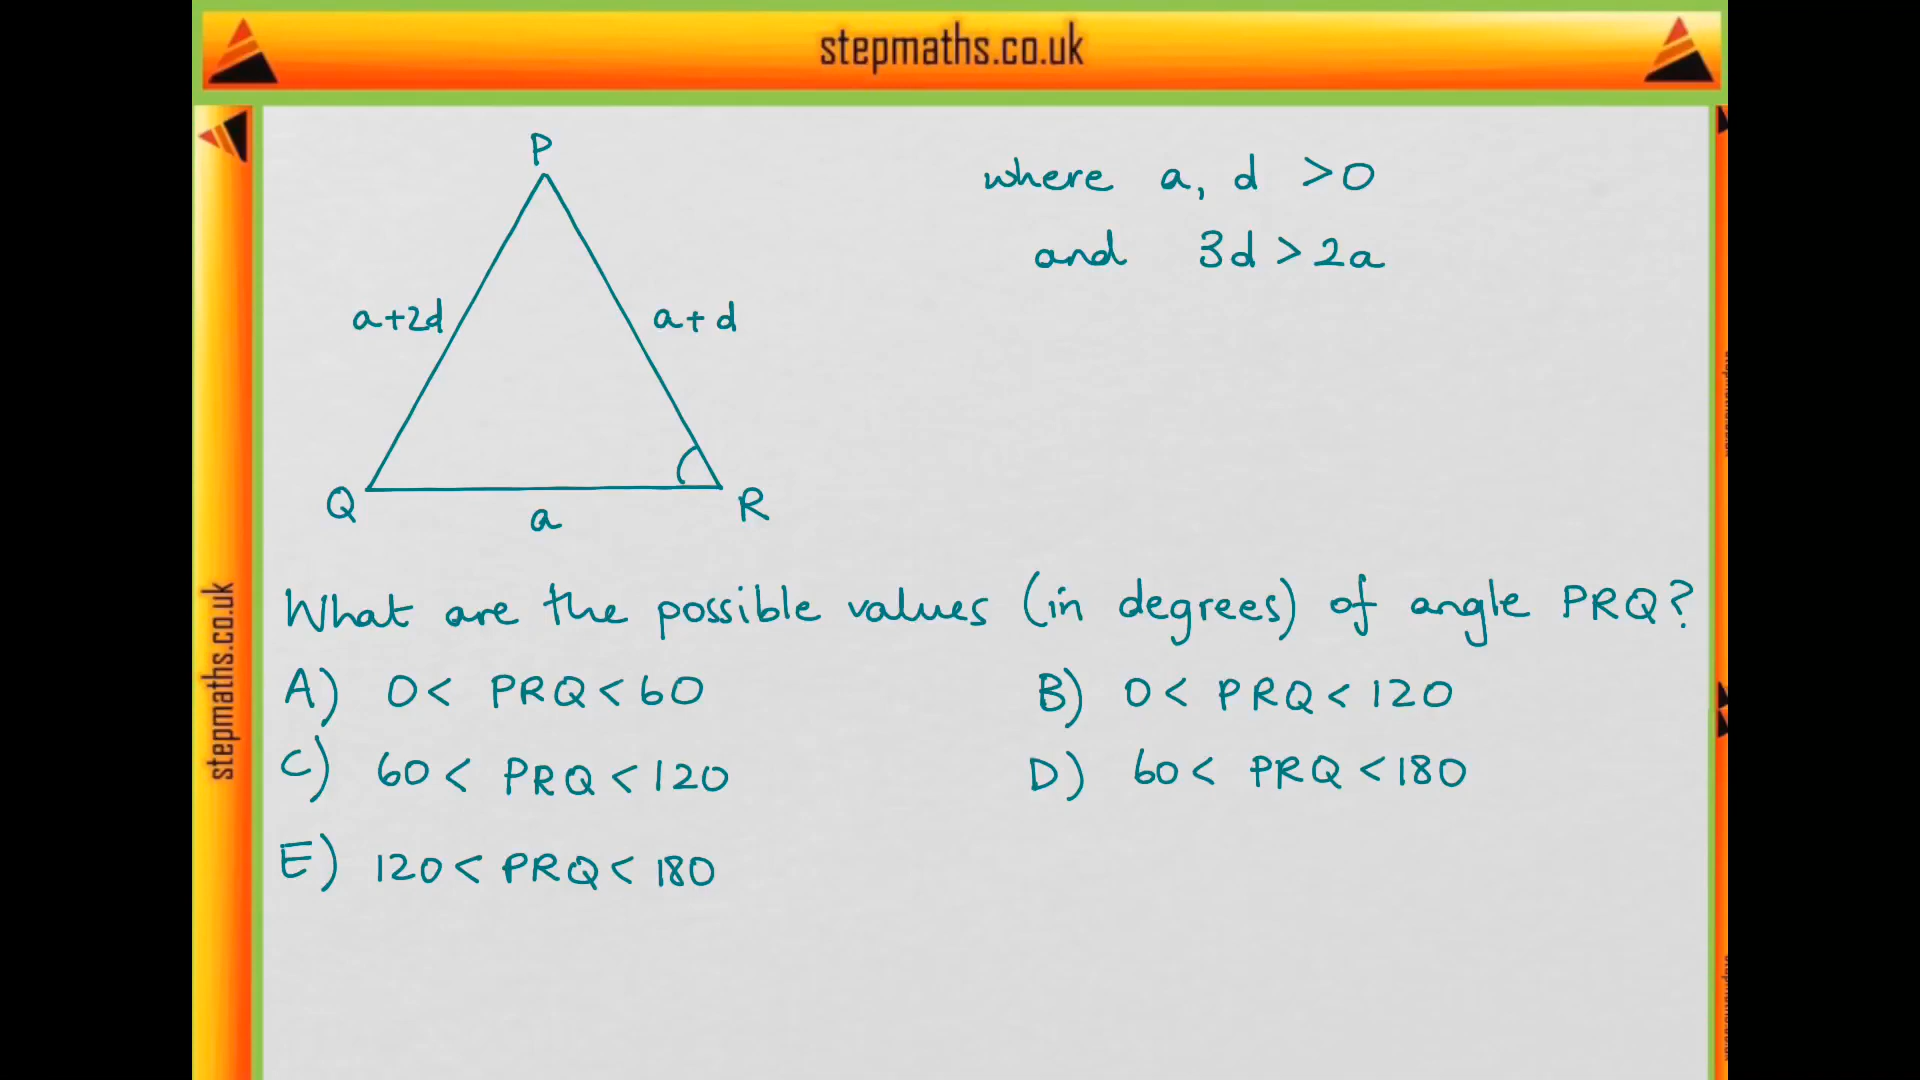 stepmaths.co.uk
P
where a, d > 0
and 3d > 2a
a+2d
a+d
Q
R
a
What are the possible values (in degrees) of angle PRQ?
A) 0 < PRQ < 60
B) 0 < PRQ < 120
C) 60 < PRQ < 120
D) 60 < PRQ < 180
E) 120 < PRQ < 180
stepmaths.co.uk